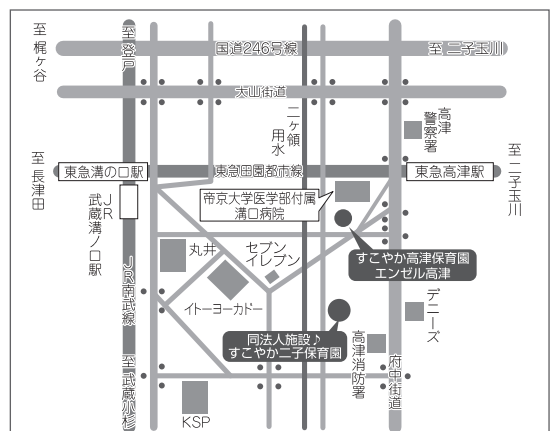 至 梶ヶ谷
至 登戸
国道246号線
至 二子玉川
大山街道
二ヶ領
用水
高津
警察署
至 長津田
東急溝の口駅
東急田園都市線
東急高津駅
至 二子玉川
JR
武蔵溝ノ口駅
帝京大学医学部付属
溝口病院
丸井
セブン
イレブン
すこやか高津保育園
エンゼル高津
イトーヨーカドー
JR南武線
デニーズ
同法人施設♪
すこやか二子保育園
高津消防署
府中街道
至 武蔵小杉
KSP